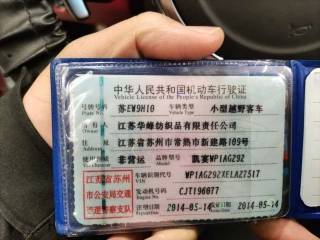 中华人民共和国机动车行驶证
Vehicle License of the People's Republic of China
号牌号码 苏EW9H10 车辆类型 小型越野客车
Plate No. Vehicle Type
所有人 江苏华峰纺织品有限责任公司
住址 江苏省苏州市常熟市新建路109号
使用性质 非营运 品牌型号 凯宴WP1AG292
江苏省苏州市公安局交通巡逻警察支队
车辆识别代号 WP1AG292XELA27517
VIN
发动机号码 CJT196077
注册日期 2014-05-14 发证日期 2014-05-14